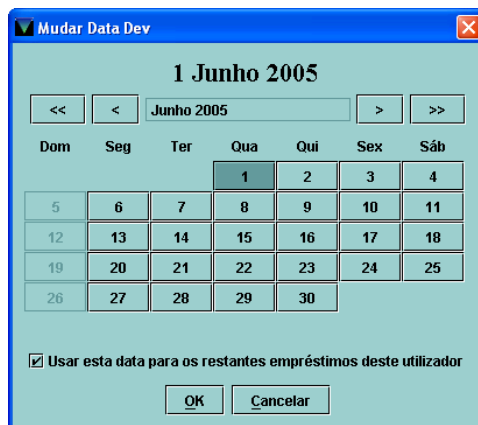 Mudar Data Dev
1 Junho 2005
<< < Junho 2005 > >>
Dom Seg Ter Qua Qui Sex Sáb
1 2 3 4
5 6 7 8 9 10 11
12 13 14 15 16 17 18
19 20 21 22 23 24 25
26 27 28 29 30
Usar esta data para os restantes empréstimos deste utilizador
OK Cancelar